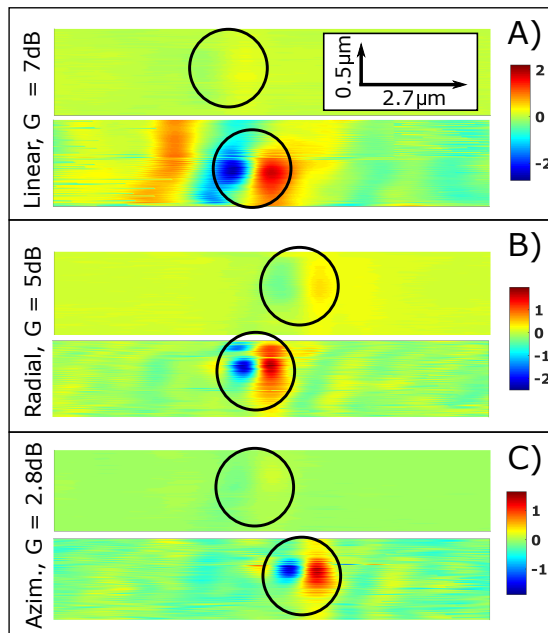 A)
Linear, G = 7dB
0.5µm
2.7µm
2
0
-2
B)
Radial, G = 5dB
1
0
-1
-2
C)
Azim., G = 2.8dB
1
0
-1